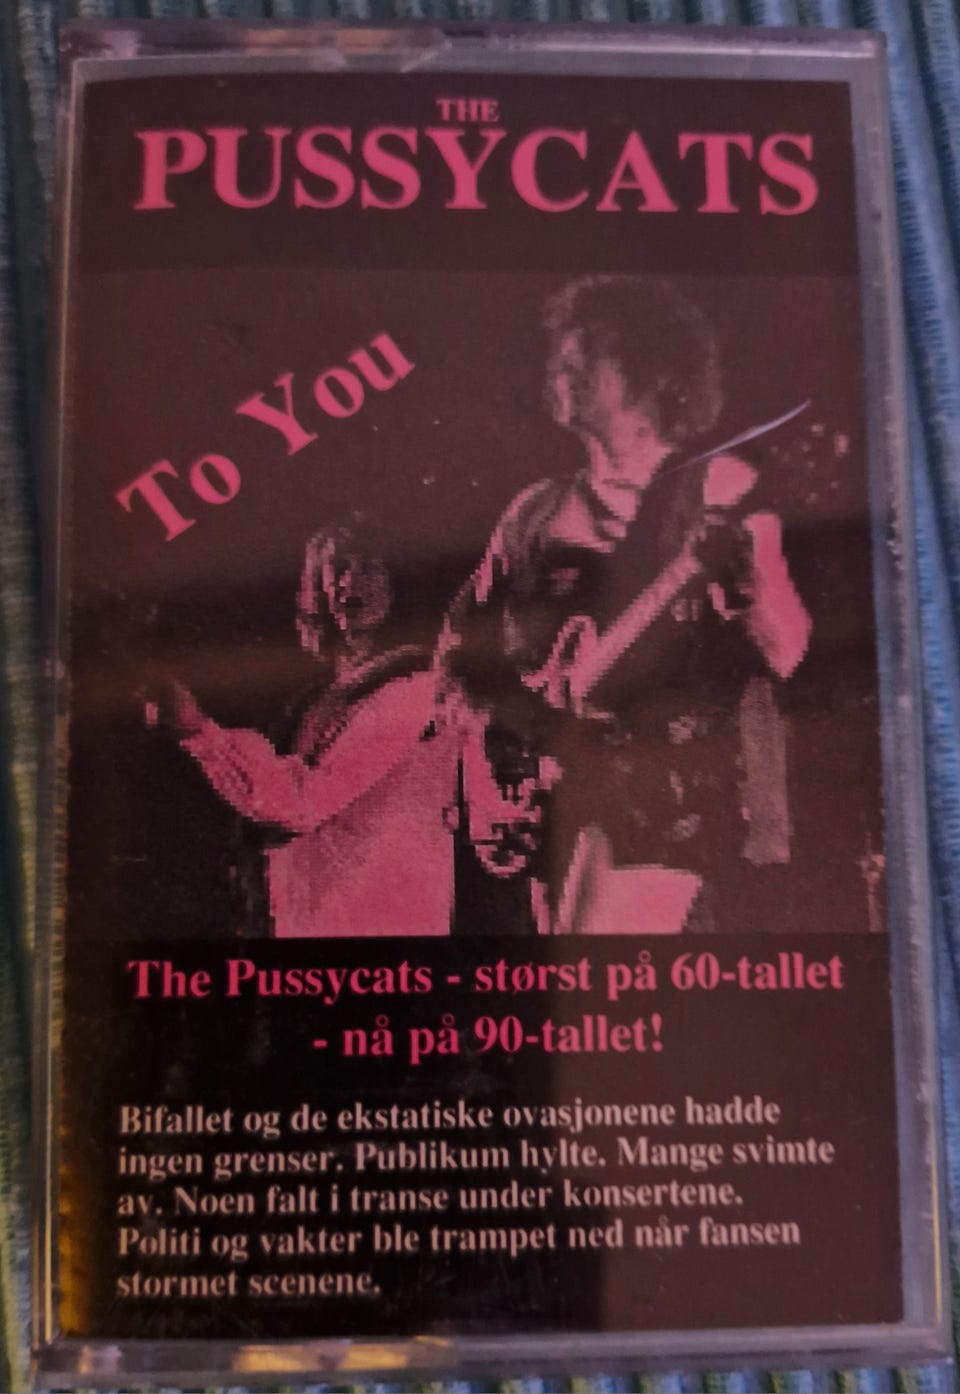 THE
PUSSYCATS
To You
The Pussycats - størst på 60-tallet
- nå på 90-tallet!
Bifallet og de ekstatiske ovasjonene hadde
ingen grenser. Publikum hylte. Mange svimte
av. Noen falt i transe under konsertene.
Politi og vakter ble trampet ned når fansen
stormet scenene.